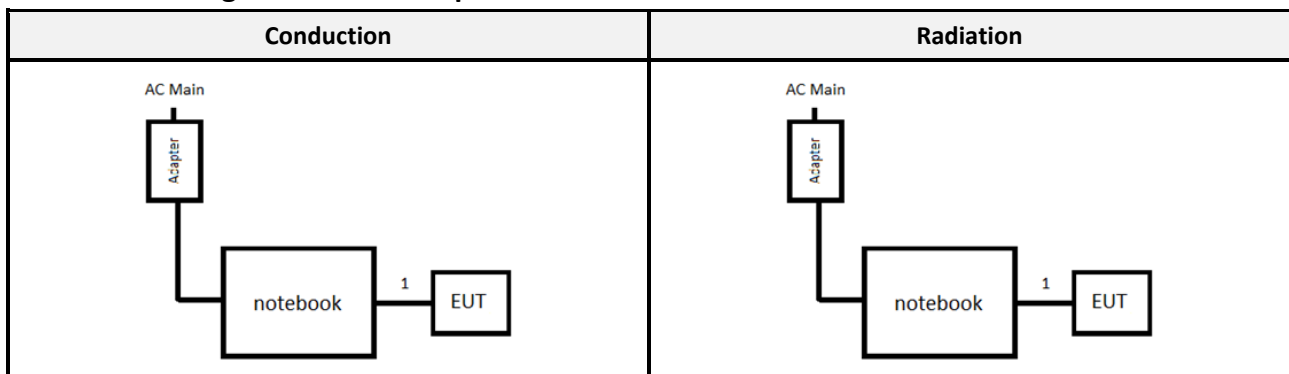 Conduction
Radiation
AC Main
Adapter
notebook
1
EUT
AC Main
Adapter
notebook
1
EUT